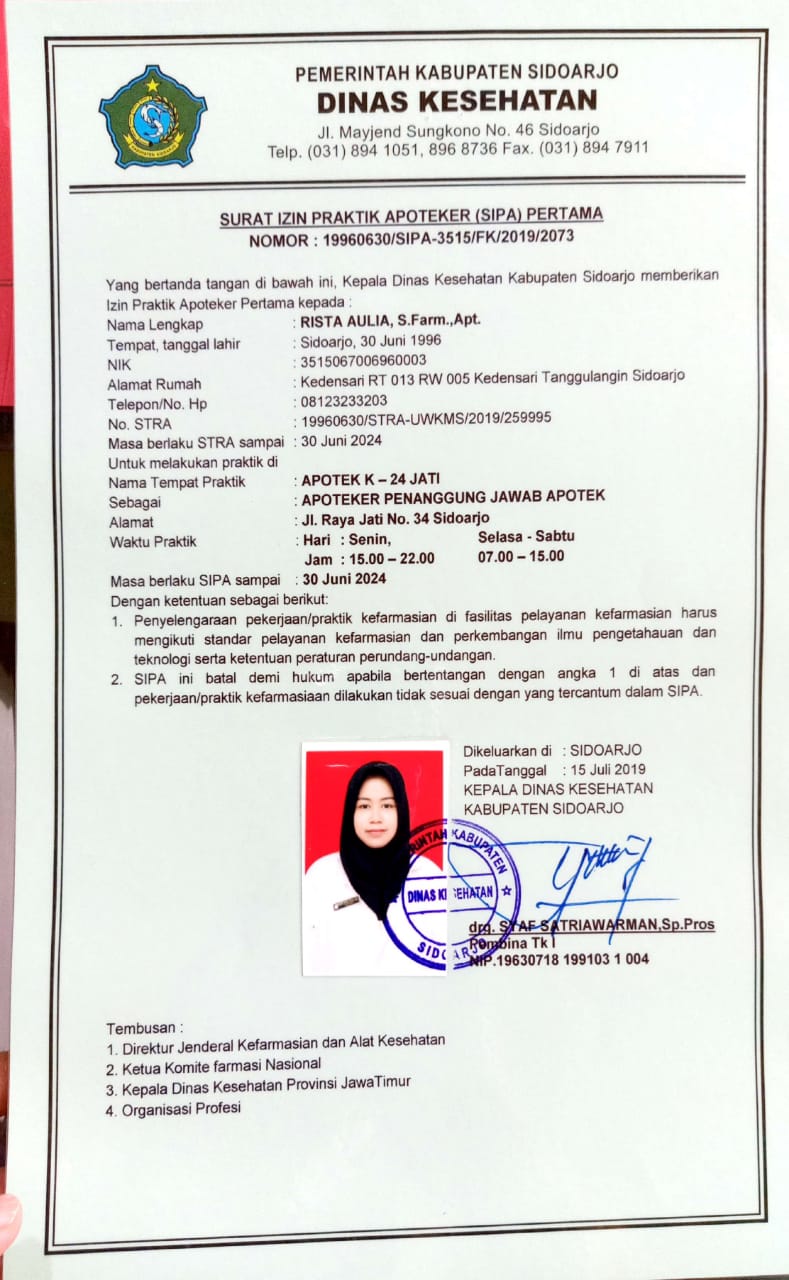 PEMERINTAH KABUPATEN SIDOARJO
DINAS KESEHATAN
Jl. Mayjend Sungkono No. 46 Sidoarjo
Telp. (031) 894 1051, 896 8736 Fax. (031) 894 7911
SURAT IZIN PRAKTIK APOTEKER (SIPA) PERTAMA
NOMOR : 19960630/SIPA-3515/FK/2019/2073
Yang bertanda tangan di bawah ini, Kepala Dinas Kesehatan Kabupaten Sidoarjo memberikan
Izin Praktik Apoteker Pertama kepada :
Nama Lengkap : RISTA AULIA, S.Farm.,Apt.
Tempat, tanggal lahir : Sidoarjo, 30 Juni 1996
NIK : 3515067006960003
Alamat Rumah : Kedensari RT 013 RW 005 Kedensari Tanggulangin Sidoarjo
Telepon/No. Hp : 08123233203
No. STRA : 19960630/STRA-UWKMS/2019/259995
Masa berlaku STRA sampai : 30 Juni 2024
Untuk melakukan praktik di
Nama Tempat Praktik : APOTEK K – 24 JATI
Sebagai : APOTEKER PENANGGUNG JAWAB APOTEK
Alamat : Jl. Raya Jati No. 34 Sidoarjo
Waktu Praktik : Hari : Senin, Selasa - Sabtu
Jam : 15.00 – 22.00 07.00 – 15.00
Masa berlaku SIPA sampai : 30 Juni 2024
Dengan ketentuan sebagai berikut:
1. Penyelengaraan pekerjaan/praktik kefarmasian di fasilitas pelayanan kefarmasian harus
mengikuti standar pelayanan kefarmasian dan perkembangan ilmu pengetahauan dan
teknologi serta ketentuan peraturan perundang-undangan.
2. SIPA ini batal demi hukum apabila bertentangan dengan angka 1 di atas dan
pekerjaan/praktik kefarmasiaan dilakukan tidak sesuai dengan yang tercantum dalam SIPA.
Dikeluarkan di : SIDOARJO
PadaTanggal : 15 Juli 2019
KEPALA DINAS KESEHATAN
KABUPATEN SIDOARJO
DINAS KESEHATAN
SIDOARJO
drg. SYAF SATRIAWARMAN,Sp.Pros
Pembina Tk I
NIP.19630718 199103 1 004
Tembusan :
1. Direktur Jenderal Kefarmasian dan Alat Kesehatan
2. Ketua Komite farmasi Nasional
3. Kepala Dinas Kesehatan Provinsi JawaTimur
4. Organisasi Profesi